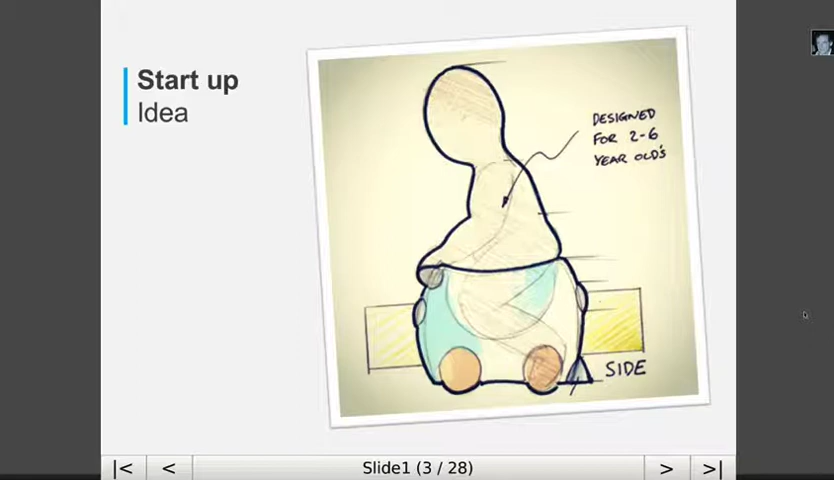 Start up
Idea
DESIGNED
FOR 2-6
YEAR OLD'S
SIDE
|< < Slide1 (3 / 28) > >|